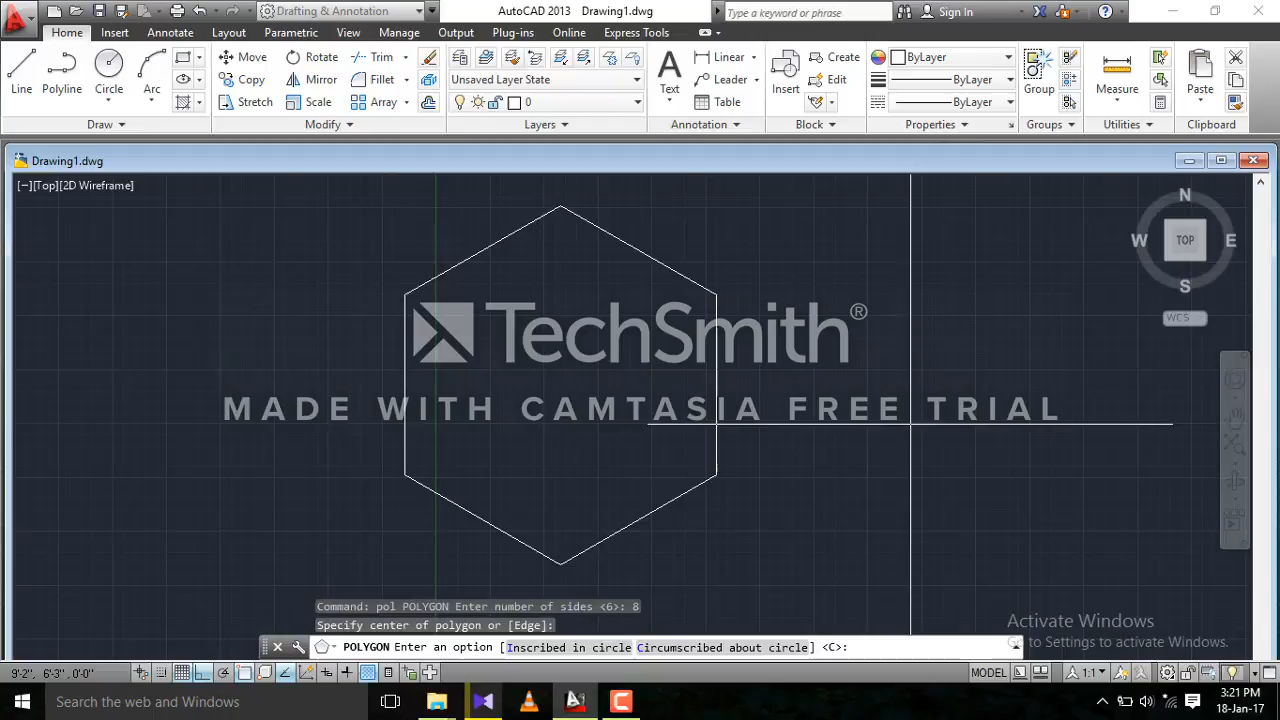 Drafting & Annotation
AutoCAD 2013 Drawing1.dwg
Type a keyword or phrase
Sign In
Home Insert Annotate Layout Parametric View Manage Output Plug-ins Online Express Tools
Line
Polyline
Circle
Arc
Move
Copy
Stretch
Rotate
Mirror
Scale
Trim
Fillet
Array
Unsaved Layer State
0
Text
Linear
Leader
Table
Insert
Create
Edit
ByLayer
ByLayer
ByLayer
Group
Measure
Paste
Draw
Modify
Layers
Annotation
Block
Properties
Groups
Utilities
Clipboard
Drawing1.dwg
[−][Top][2D Wireframe]
N
W
TOP
E
S
WCS
TechSmith®
MADE WITH CAMTASIA FREE TRIAL
Command: pol POLYGON Enter number of sides <6>: 8
Specify center of polygon or [Edge]:
POLYGON Enter an option [Inscribed in circle Circumscribed about circle] <C>:
Activate Windows
Go to Settings to activate Windows.
9'-2", 6'-3", 0'-0"
MODEL
1:1
Search the web and Windows
3:21 PM
18-Jan-17